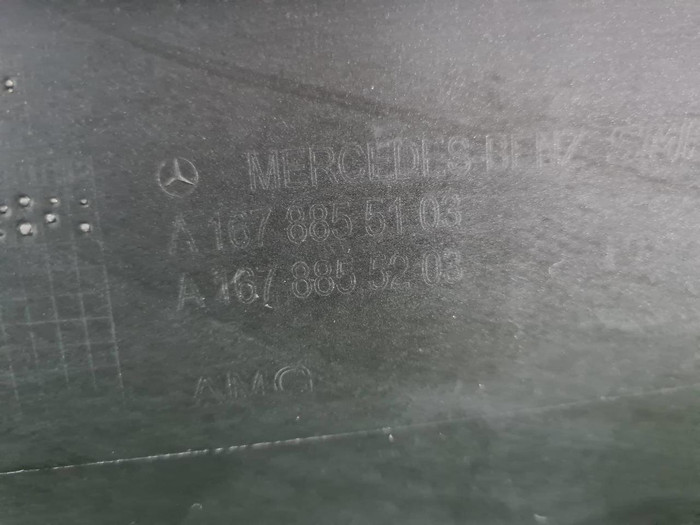 MERCEDES-BENZ
A 167 885 51 03
A 167 885 52 03
AMG